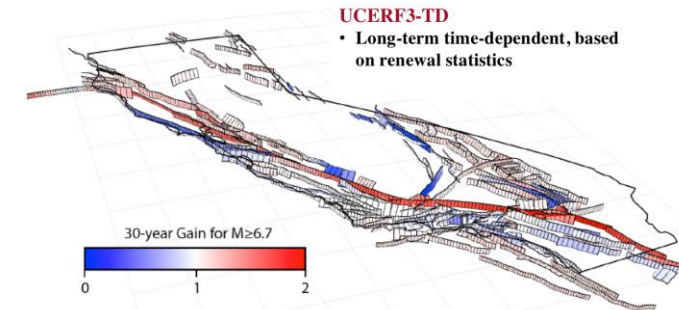 UCERF3-TD
• Long-term time-dependent, based
on renewal statistics
30-year Gain for M≥6.7
0
1
2